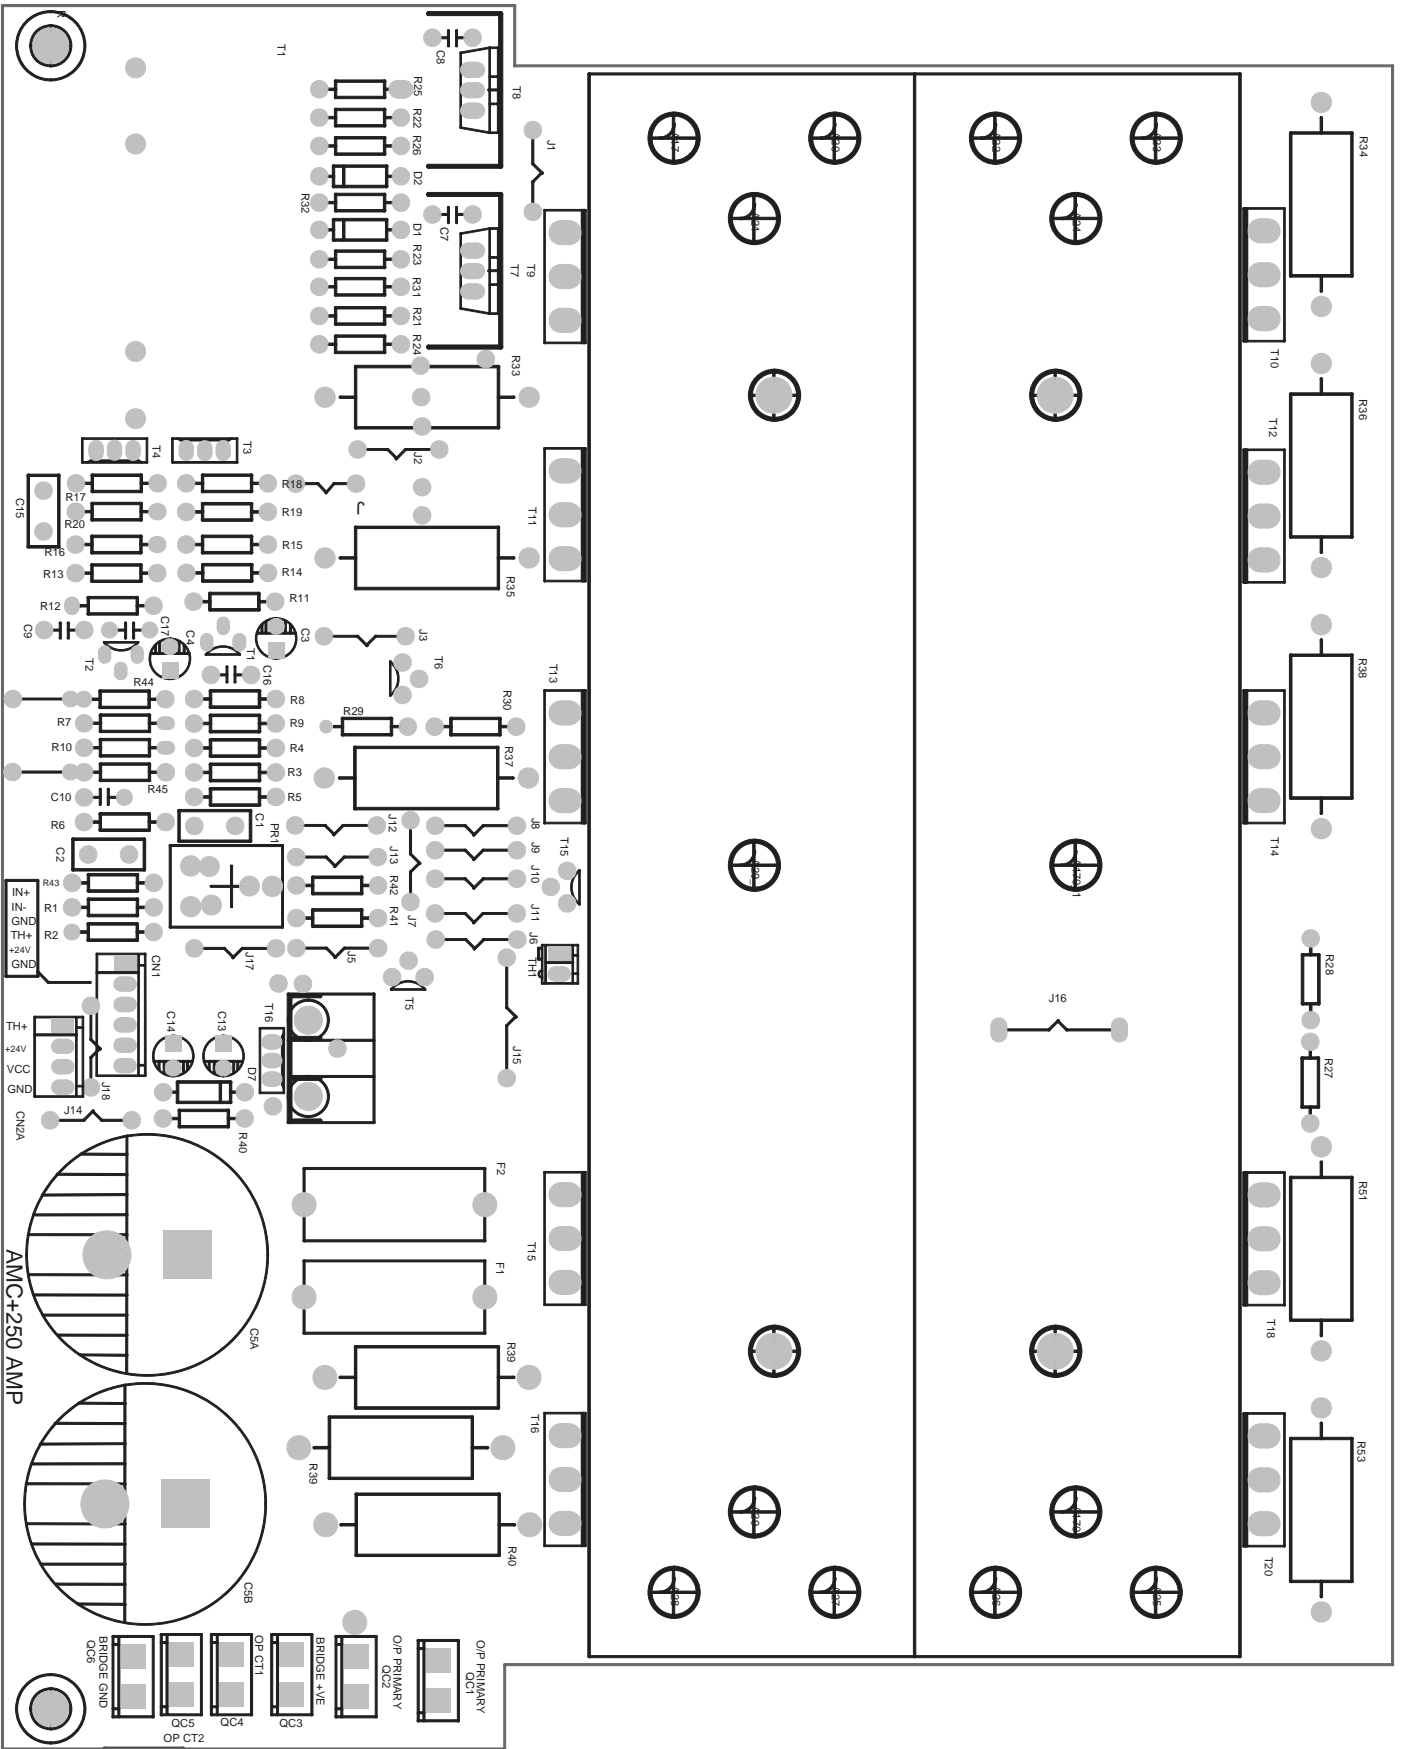 T1
C8
T8
R25
R22
R26
D2
R32
D1
R23
R31
R21
R24
C7
T7
J1
T9
R33
J2
T4
T3
R17
R18
J
R20
R19
C15
R16
R15
R13
R14
R12
R11
C9
C17
C4
T2
T1
C3
C16
J3
T6
R35
T11
T13
R44
R8
R7
R9
R10
R4
R3
R45
C10
R5
R6
C1
PR1
C2
R29
R30
R37
J12
J13
R42
R41
J7
J8
J9
J10
J11
J6
T15
R43
R1
R2
IN+
IN-
GND
TH+
+24V
GND
CN1
J17
J5
T5
TH1
J15
TH+
+24V
VCC
GND
J18
J14
CN2A
C14
C13
T16
D7
R40
F2
F1
C5A
AMC+250 AMP
C5B
R39
R39
R40
T15
T16
R34
T10
R36
T12
R38
T14
R28
R27
J16
R51
T18
R53
T20
BRIDGE GND
QC6
QC5
OP CT2
OP CT1
QC4
BRIDGE +VE
QC3
O/P PRIMARY
QC2
O/P PRIMARY
QC1